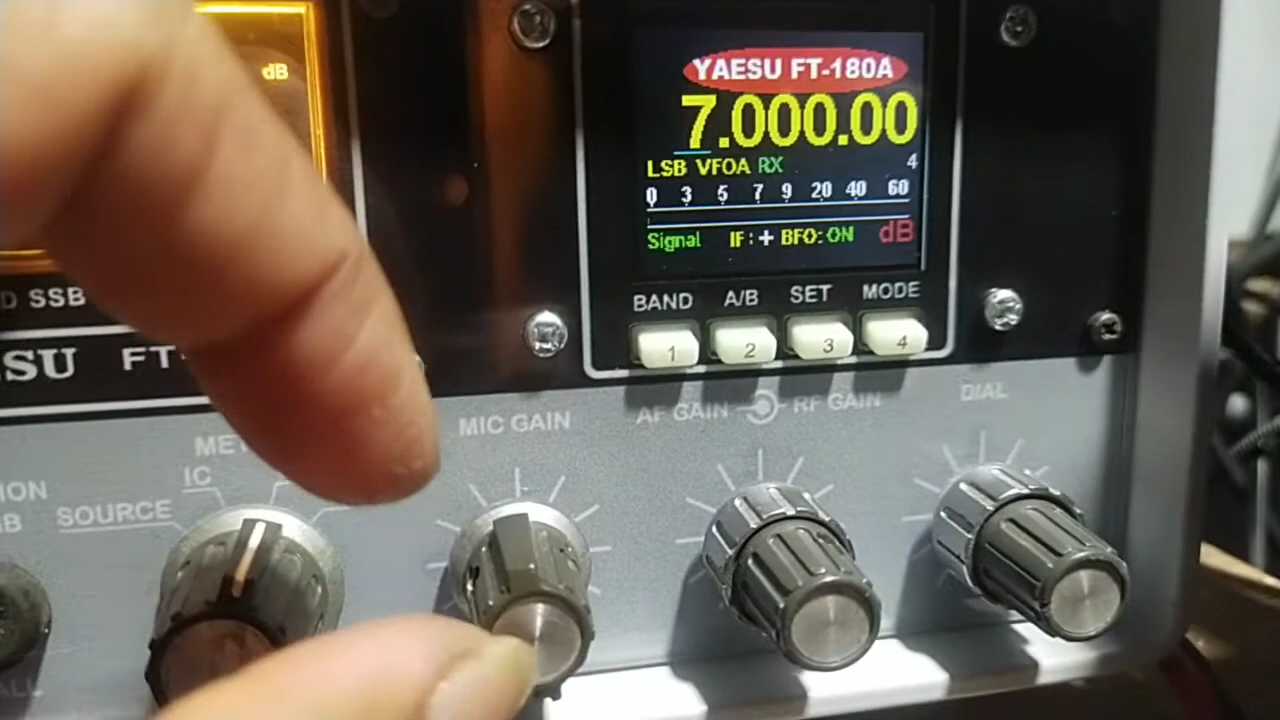 dB
YAESU FT-180A
7.000.00
LSB VFOA RX 4
0 3 5 7 9 20 40 60
Signal IF:+ BFO:ON dB
BAND A/B SET MODE
1 2 3 4
SSB
FT-
MIC GAIN
AF GAIN RF GAIN
DIAL
IC
SOURCE